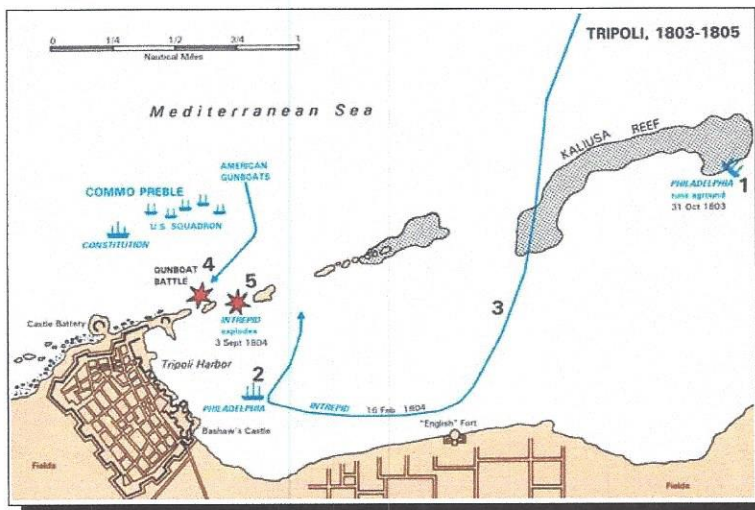 TRIPOLI, 1803-1805
0 1/4 1/2 3/4 1
Nautical Miles
Mediterranean Sea
KALIUSA REEF
AMERICAN
GUNBOATS
COMMO PREBLE
U.S. SQUADRON
CONSTITUTION
1
PHILADELPHIA
runs aground
31 Oct 1803
4
GUNBOAT
BATTLE
5
INTREPID
explodes
3 Sept 1804
3
Castle Battery
Tripoli Harbor
2
PHILADELPHIA
INTREPID 16 Feb 1804
Bashaw's Castle
"English" Fort
Fields
Fields